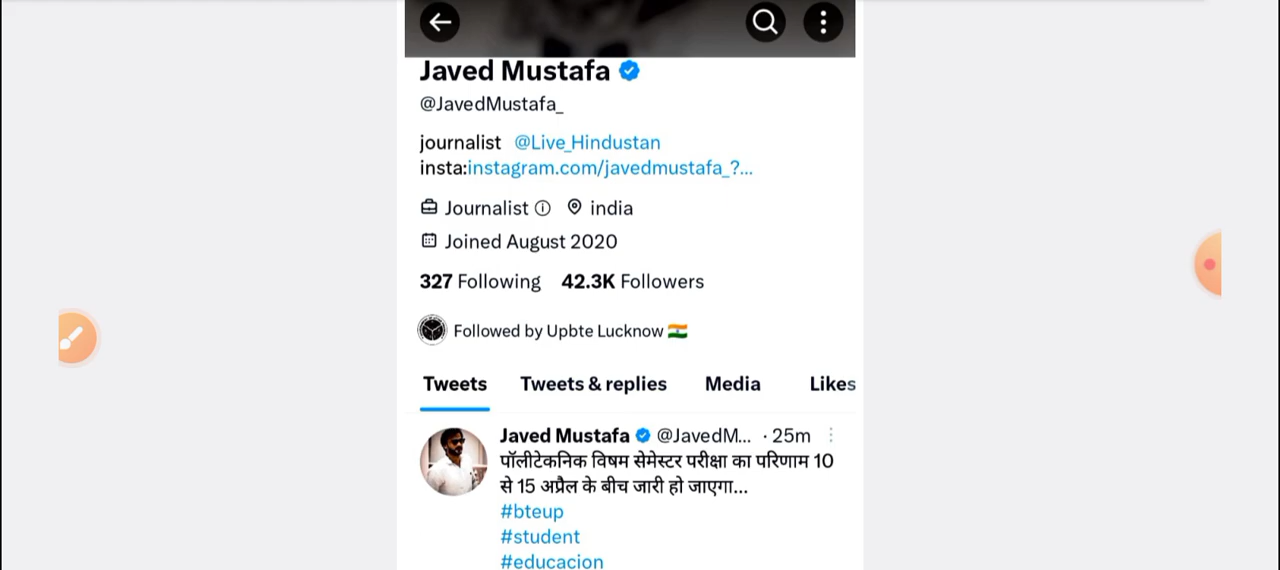 Javed Mustafa
@JavedMustafa_
journalist @Live_Hindustan
insta:instagram.com/javedmustafa_?...
Journalist india
Joined August 2020
327 Following 42.3K Followers
Followed by Upbte Lucknow 🇮🇳
Tweets Tweets & replies Media Likes
Javed Mustafa @JavedM... · 25m
पॉलीटेकनिक विषम सेमेस्टर परीक्षा का परिणाम 10
से 15 अप्रैल के बीच जारी हो जाएगा...
#bteup
#student
#educacion